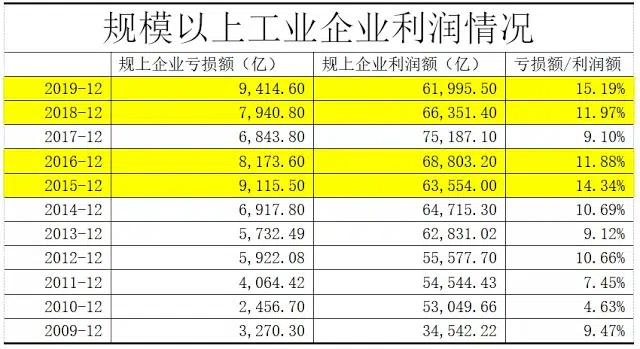 规模以上工业企业利润情况
规上企业亏损额（亿） 规上企业利润额（亿） 亏损额/利润额
2019-12 9,414.60 61,995.50 15.19%
2018-12 7,940.80 66,351.40 11.97%
2017-12 6,843.80 75,187.10 9.10%
2016-12 8,173.60 68,803.20 11.88%
2015-12 9,115.50 63,554.00 14.34%
2014-12 6,917.80 64,715.30 10.69%
2013-12 5,732.49 62,831.02 9.12%
2012-12 5,922.08 55,577.70 10.66%
2011-12 4,064.42 54,544.43 7.45%
2010-12 2,456.70 53,049.66 4.63%
2009-12 3,270.30 34,542.22 9.47%